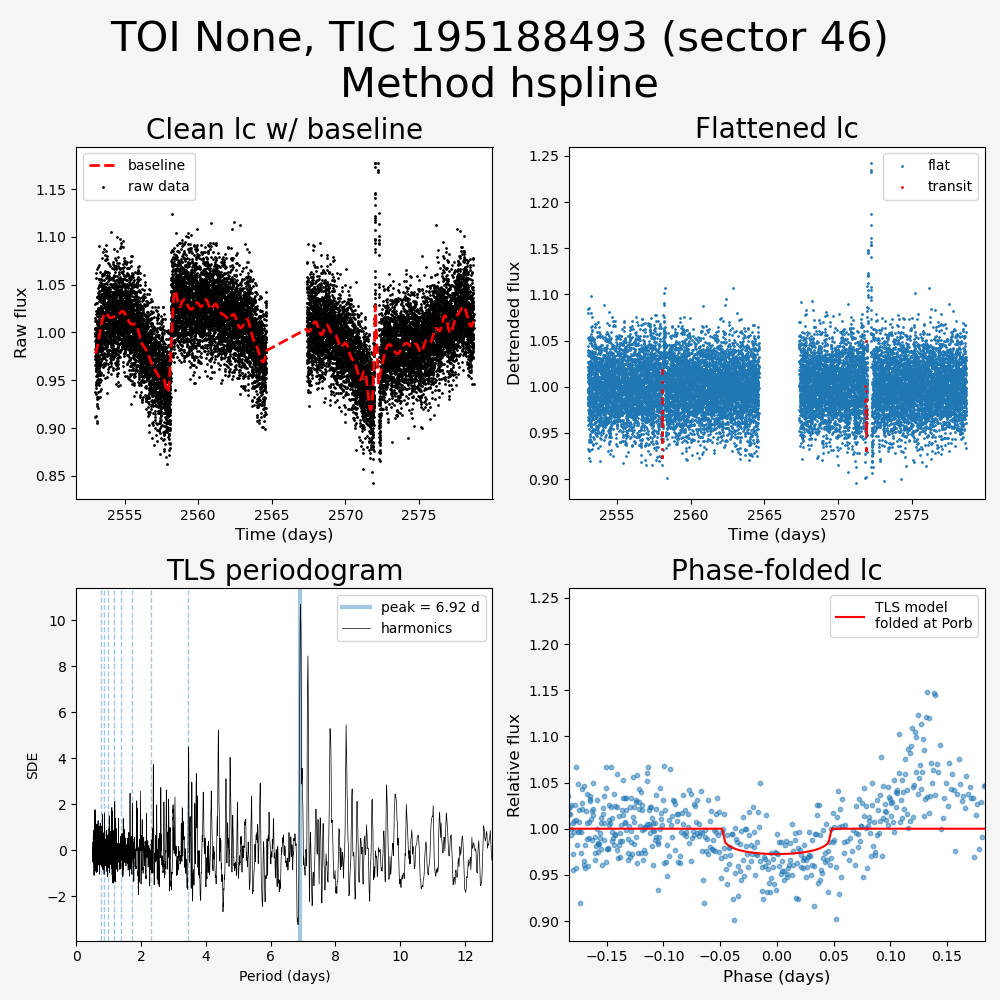 TOI None, TIC 195188493 (sector 46)
Method hspline
Clean lc w/ baseline
baseline
raw data
Raw flux
1.15
1.10
1.05
1.00
0.95
0.90
0.85
2555
2560
2565
2570
2575
Time (days)
Flattened lc
flat
transit
Detrended flux
1.25
1.20
1.15
1.10
1.05
1.00
0.95
0.90
2555
2560
2565
2570
2575
Time (days)
TLS periodogram
peak = 6.92 d
harmonics
SDE
10
8
6
4
2
0
−2
0
2
4
6
8
10
12
Period (days)
Phase-folded lc
TLS model
folded at Porb
Relative flux
1.25
1.20
1.15
1.10
1.05
1.00
0.95
0.90
−0.15
−0.10
−0.05
0.00
0.05
0.10
0.15
Phase (days)